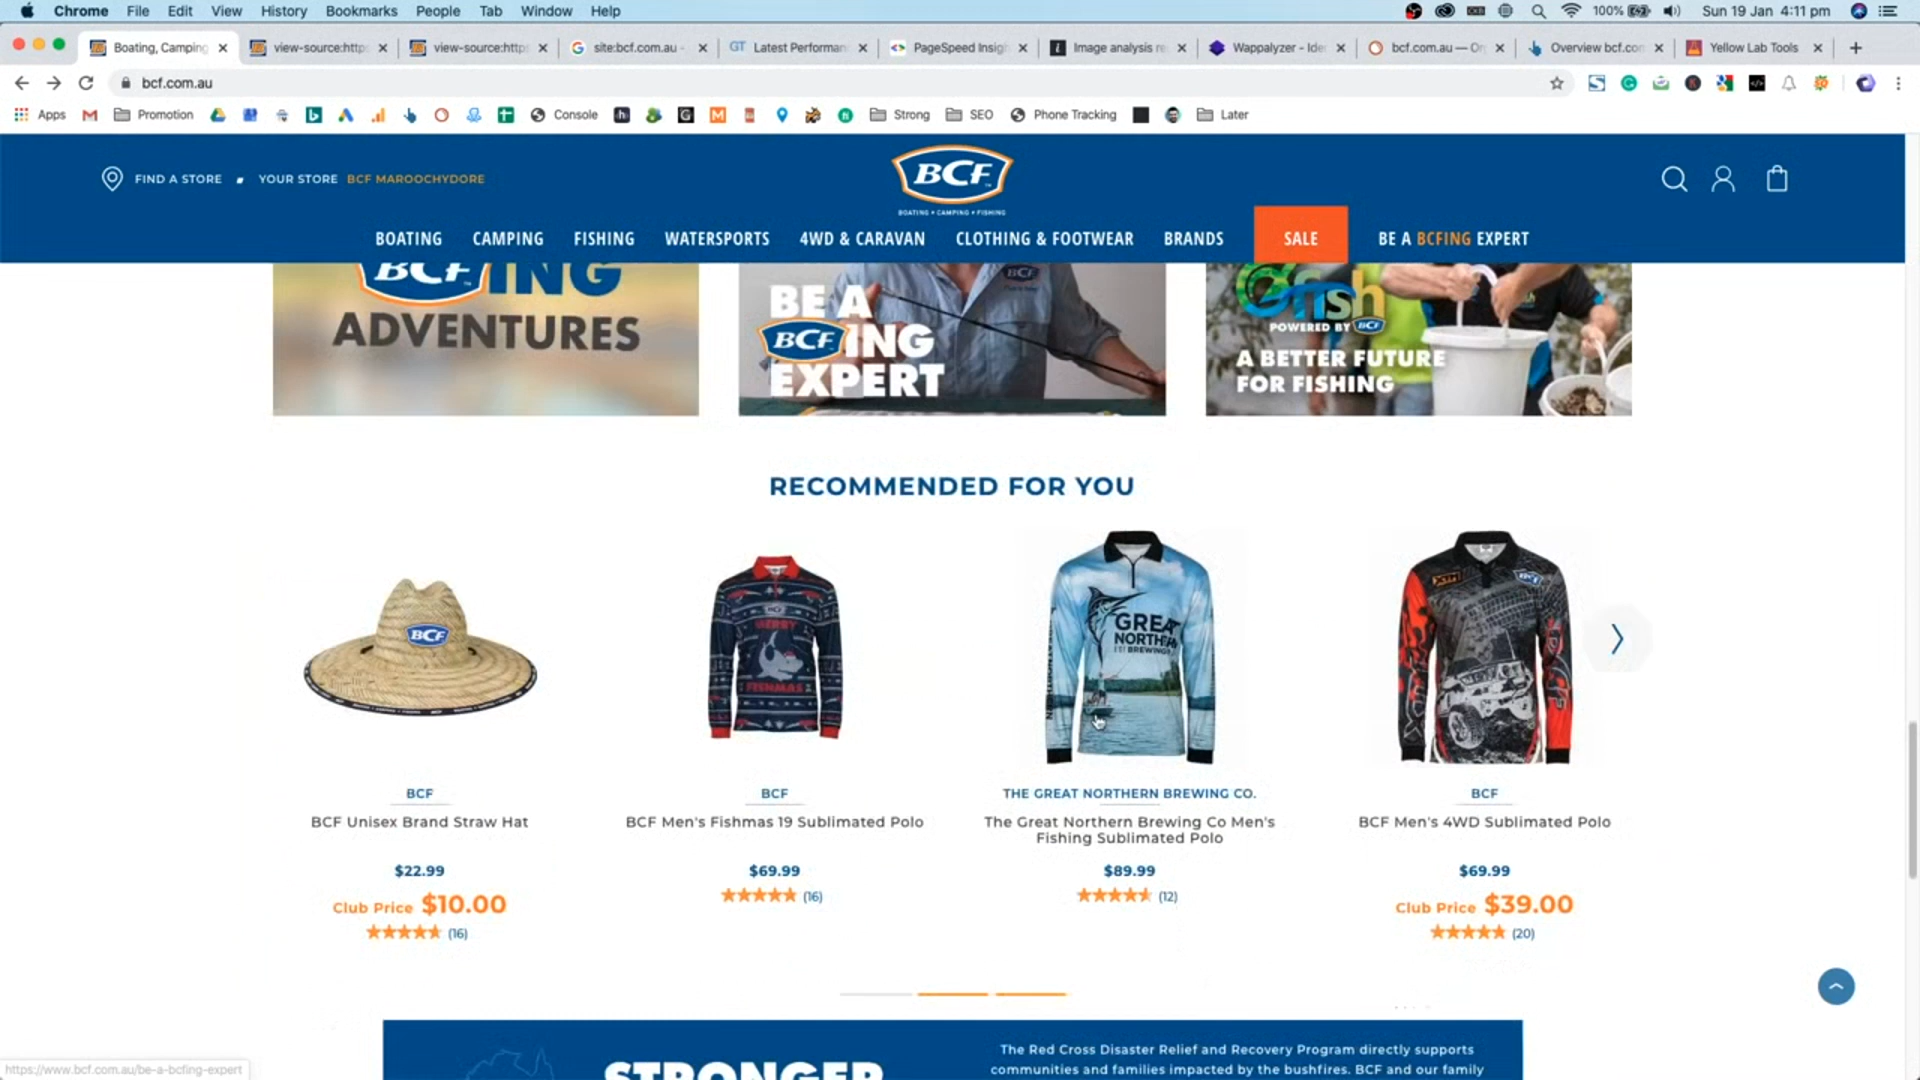 Chrome File Edit View History Bookmarks People Tab Window Help 100% Sun 19 Jan 4:11 pm
Boating, Camping view-source:http view-source:http site:bcf.com.au - Latest Performan PageSpeed Insig Image analysis re Wappalyzer - Ide bcf.com.au — Or Overview bcf.com Yellow Lab Tools
bcf.com.au
Apps Promotion Console Strong SEO Phone Tracking Later
FIND A STORE YOUR STORE BCF MAROOCHYDORE
BCF
BOATING • CAMPING • FISHING
BOATING CAMPING FISHING WATERSPORTS 4WD & CARAVAN CLOTHING & FOOTWEAR BRANDS SALE BE A BCFING EXPERT
BCFING
ADVENTURES
BE A
BCFING
EXPERT
BCF
Gfish
POWERED BY BCF
A BETTER FUTURE
FOR FISHING
RECOMMENDED FOR YOU
BCF
BCF
MERRY
FISHMAS
GREAT
NORTHERN
BREWING
BCF
BCF BCF THE GREAT NORTHERN BREWING CO. BCF
BCF Unisex Brand Straw Hat BCF Men's Fishmas 19 Sublimated Polo The Great Northern Brewing Co Men's BCF Men's 4WD Sublimated Polo
Fishing Sublimated Polo
$22.99 $69.99 $89.99 $69.99
Club Price $10.00 (16) (12) Club Price $39.00
(16) (20)
STRONGER
The Red Cross Disaster Relief and Recovery Program directly supports
communities and families impacted by the bushfires. BCF and our family
https://www.bcf.com.au/be-a-bcfing-expert